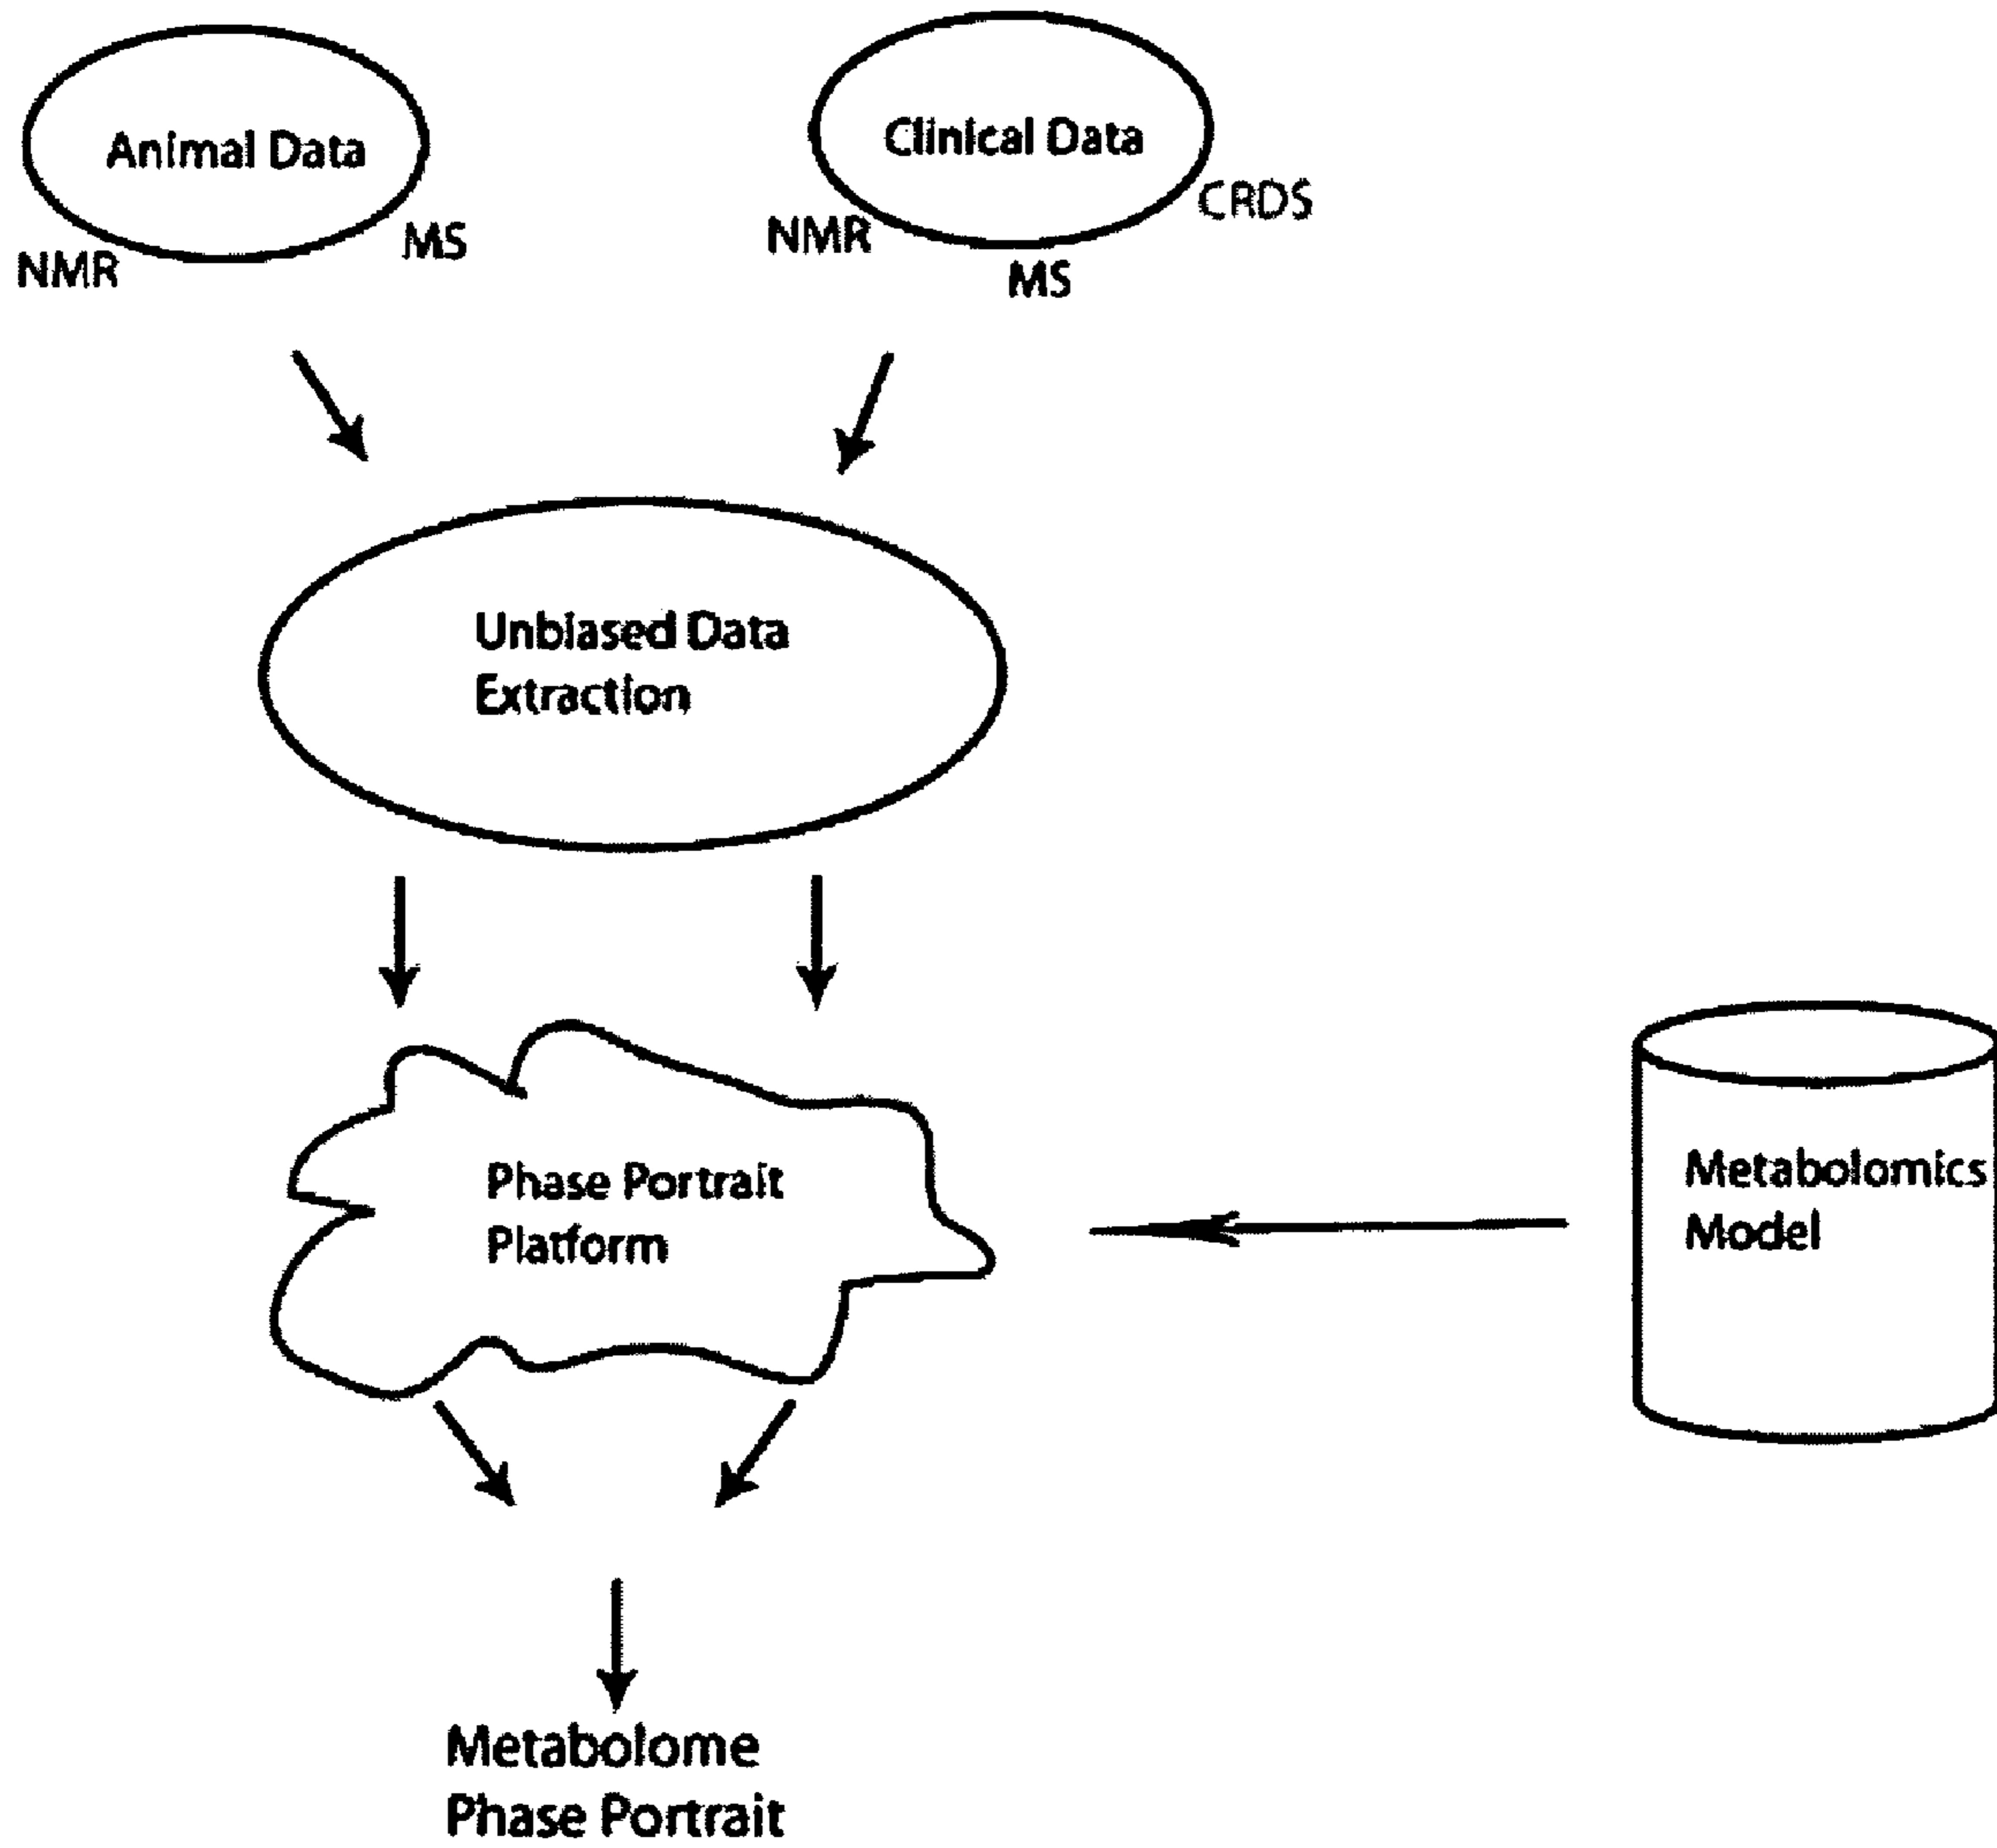 Animal Data
NMR
MS
Clinical Data
NMR
MS
CRDS
Unbiased Data
Extraction
Phase Portrait
Platform
Metabolomics
Model
Metabolome
Phase Portrait